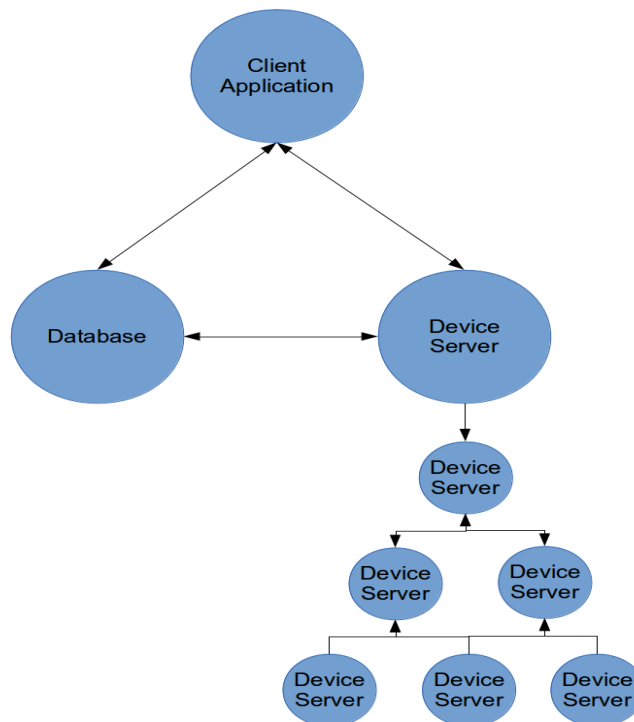 Client
Application
Database
Device
Server
Device
Server
Device
Server
Device
Server
Device
Server
Device
Server
Device
Server